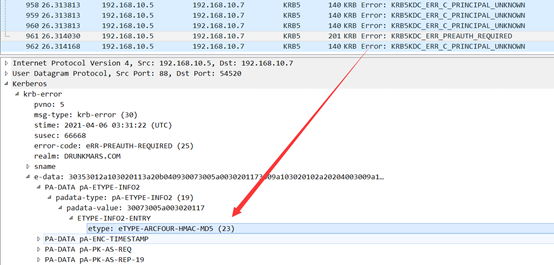 958 26.313813 192.168.10.5 192.168.10.7 KRB5 140 KRB Error: KRB5KDC_ERR_C_PRINCIPAL_UNKNOWN
959 26.313913 192.168.10.5 192.168.10.7 KRB5 140 KRB Error: KRB5KDC_ERR_C_PRINCIPAL_UNKNOWN
960 26.313994 192.168.10.5 192.168.10.7 KRB5 140 KRB Error: KRB5KDC_ERR_C_PRINCIPAL_UNKNOWN
961 26.314030 192.168.10.5 192.168.10.7 KRB5 201 KRB Error: KRB5KDC_ERR_PREAUTH_REQUIRED
962 26.314168 192.168.10.5 192.168.10.7 KRB5 140 KRB Error: KRB5KDC_ERR_C_PRINCIPAL_UNKNOWN
Internet Protocol Version 4, Src: 192.168.10.5, Dst: 192.168.10.7
User Datagram Protocol, Src Port: 88, Dst Port: 54520
Kerberos
krb-error
pvno: 5
msg-type: krb-error (30)
stime: 2021-04-06 03:31:22 (UTC)
susec: 66668
error-code: eRR-PREAUTH-REQUIRED (25)
realm: DRUNKMARS.COM
sname
e-data: 30353012a103020113a20b040930073005a0030201173009a103020102a20204003009a1…
PA-DATA pA-ETYPE-INFO2
padata-type: pA-ETYPE-INFO2 (19)
padata-value: 30073005a003020117
ETYPE-INFO2-ENTRY
etype: eTYPE-ARCFOUR-HMAC-MD5 (23)
PA-DATA pA-ENC-TIMESTAMP
PA-DATA pA-PK-AS-REQ
PA-DATA pA-PK-AS-REP-19